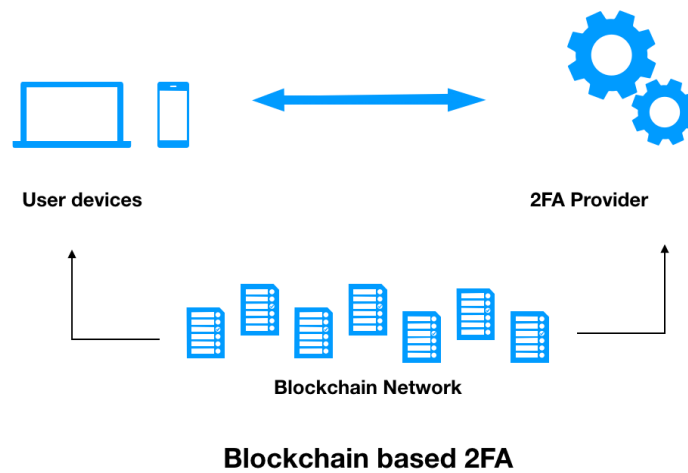 User devices
2FA Provider
Blockchain Network
Blockchain based 2FA